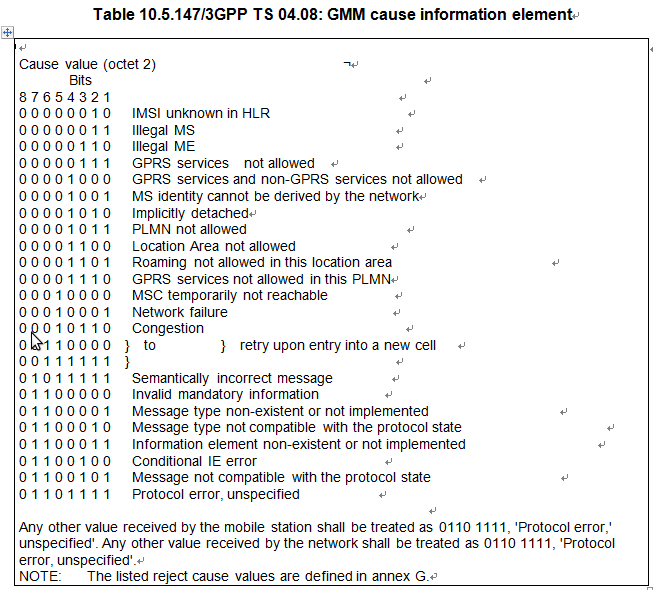 Table 10.5.147/3GPP TS 04.08: GMM cause information element
Cause value (octet 2) ¬
Bits
8 7 6 5 4 3 2 1
0 0 0 0 0 0 1 0 IMSI unknown in HLR
0 0 0 0 0 0 1 1 Illegal MS
0 0 0 0 0 1 1 0 Illegal ME
0 0 0 0 0 1 1 1 GPRS services not allowed
0 0 0 0 1 0 0 0 GPRS services and non-GPRS services not allowed
0 0 0 0 1 0 0 1 MS identity cannot be derived by the network
0 0 0 0 1 0 1 0 Implicitly detached
0 0 0 0 1 0 1 1 PLMN not allowed
0 0 0 0 1 1 0 0 Location Area not allowed
0 0 0 0 1 1 0 1 Roaming not allowed in this location area
0 0 0 0 1 1 1 0 GPRS services not allowed in this PLMN
0 0 0 1 0 0 0 0 MSC temporarily not reachable
0 0 0 1 0 0 0 1 Network failure
0 0 0 1 0 1 1 0 Congestion
0 0 1 1 0 0 0 0 } to } retry upon entry into a new cell
0 0 1 1 1 1 1 1 }
0 1 0 1 1 1 1 1 Semantically incorrect message
0 1 1 0 0 0 0 0 Invalid mandatory information
0 1 1 0 0 0 0 1 Message type non-existent or not implemented
0 1 1 0 0 0 1 0 Message type not compatible with the protocol state
0 1 1 0 0 0 1 1 Information element non-existent or not implemented
0 1 1 0 0 1 0 0 Conditional IE error
0 1 1 0 0 1 0 1 Message not compatible with the protocol state
0 1 1 0 1 1 1 1 Protocol error, unspecified
Any other value received by the mobile station shall be treated as 0110 1111, 'Protocol error,'
unspecified'. Any other value received by the network shall be treated as 0110 1111, 'Protocol
error, unspecified'.
NOTE: The listed reject cause values are defined in annex G.